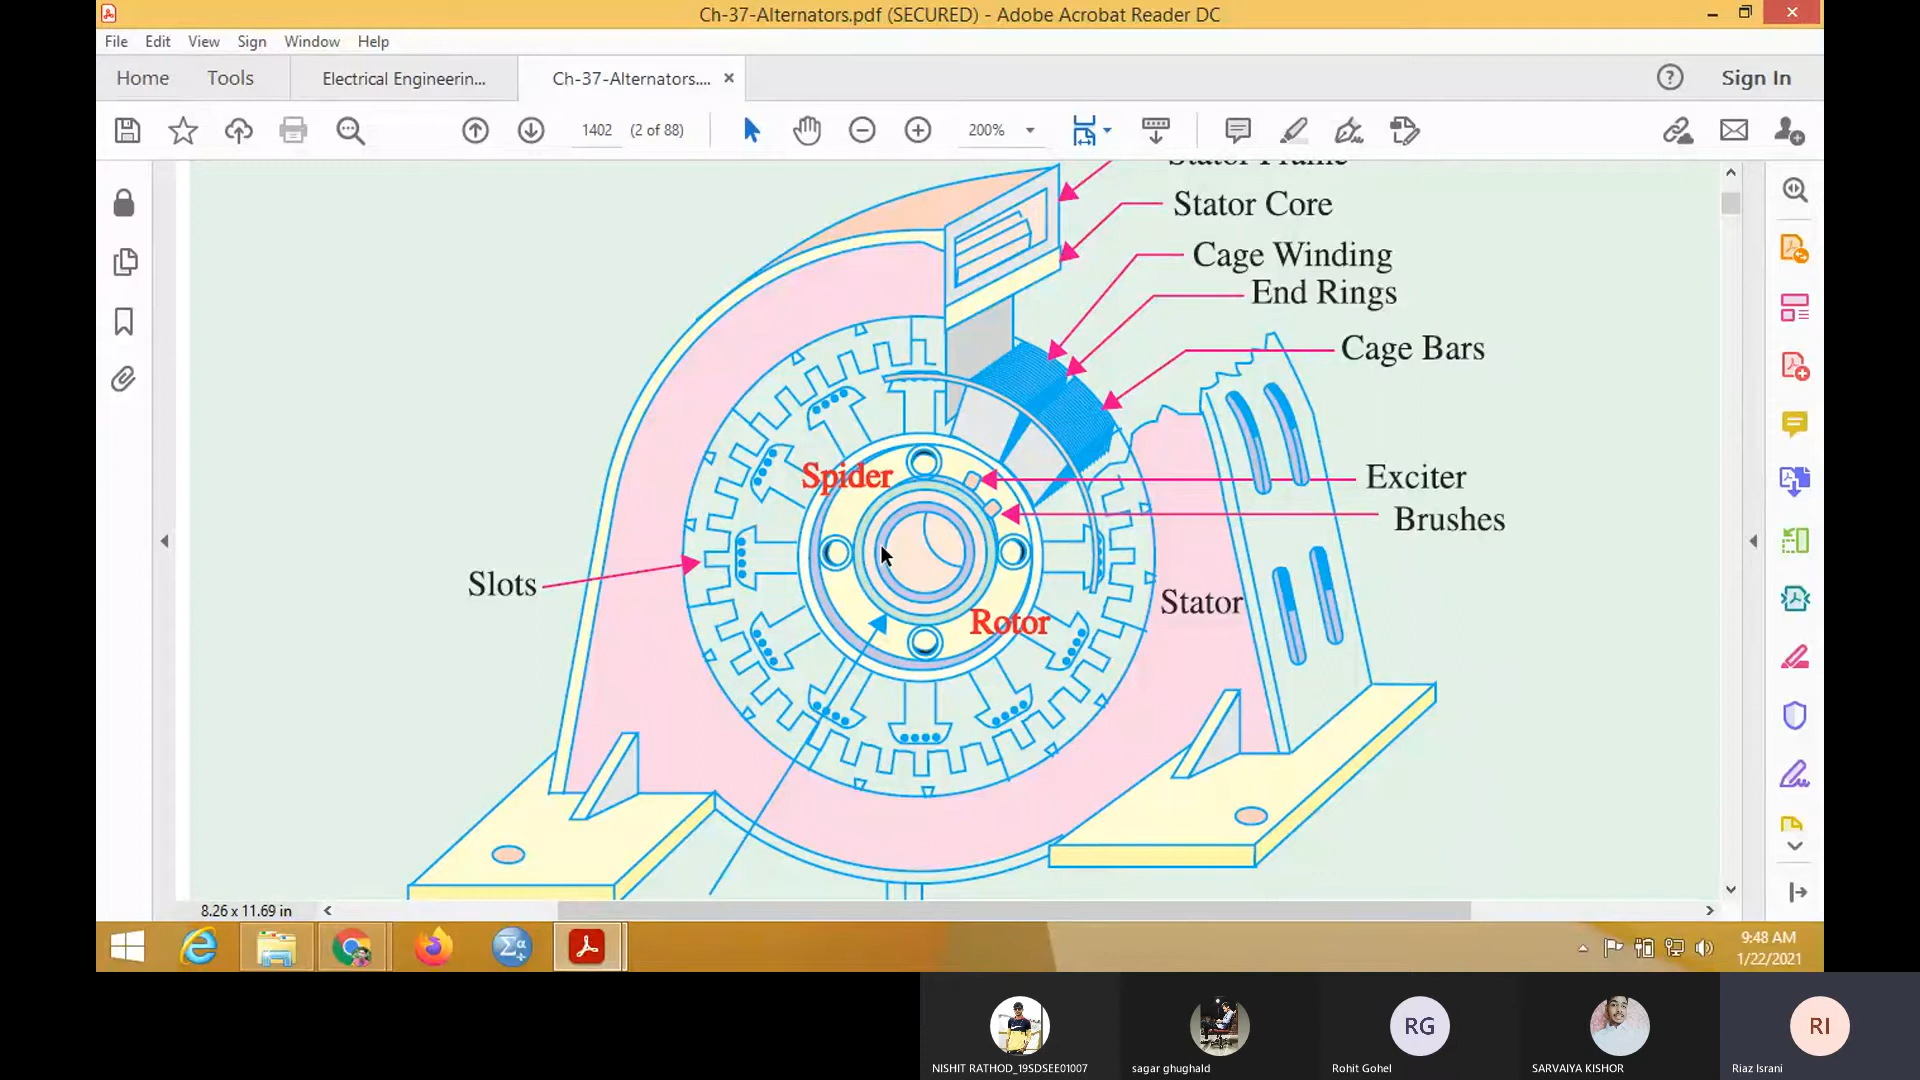 Ch-37-Alternators.pdf (SECURED) - Adobe Acrobat Reader DC
File Edit View Sign Window Help
Home Tools Electrical Engineerin... Ch-37-Alternators.... Sign In
1402 (2 of 88) 200%
Stator Frame
Stator Core
Cage Winding
End Rings
Cage Bars
Spider
Exciter
Brushes
Slots
Stator
Rotor
8.26 x 11.69 in
9:48 AM
1/22/2021
RG
RI
NISHIT RATHOD_19SDSEE01007
sagar ghughald
Rohit Gohel
SARVAIYA KISHOR
Riaz Israni